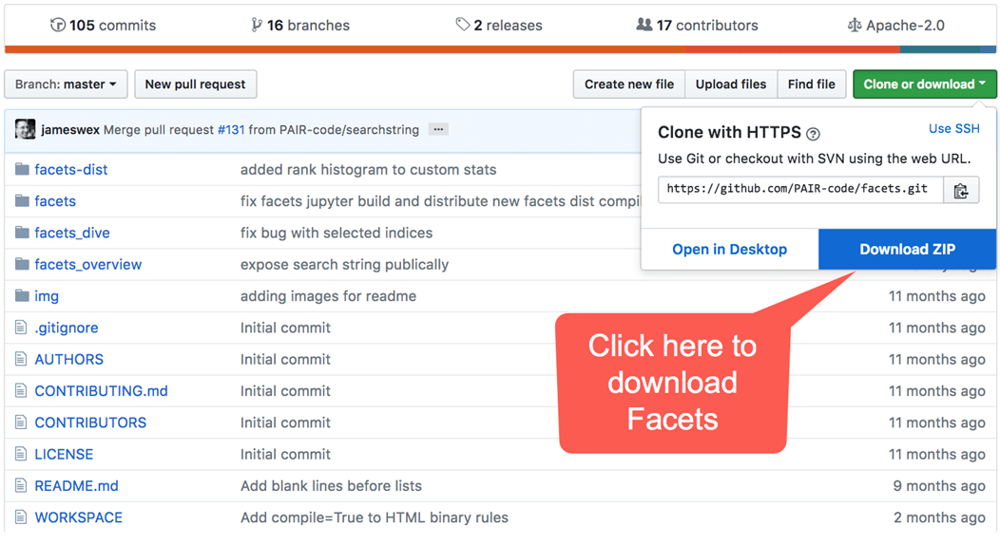 105 commits 16 branches 2 releases 17 contributors Apache-2.0
Branch: master New pull request Create new file Upload files Find file Clone or download
jameswex Merge pull request #131 from PAIR-code/searchstring ...
Clone with HTTPS ? Use SSH
Use Git or checkout with SVN using the web URL.
https://github.com/PAIR-code/facets.git
Open in Desktop Download ZIP
facets-dist added rank histogram to custom stats
facets fix facets jupyter build and distribute new facets dist compi
facets_dive fix bug with selected indices
facets_overview expose search string publically
img adding images for readme 11 months ago
.gitignore Initial commit 11 months ago
AUTHORS Initial commit 11 months ago
CONTRIBUTING.md Initial commit 11 months ago
CONTRIBUTORS Initial commit 11 months ago
LICENSE Initial commit 11 months ago
README.md Add blank lines before lists 9 months ago
WORKSPACE Add compile=True to HTML binary rules 2 months ago
Click here to
download
Facets